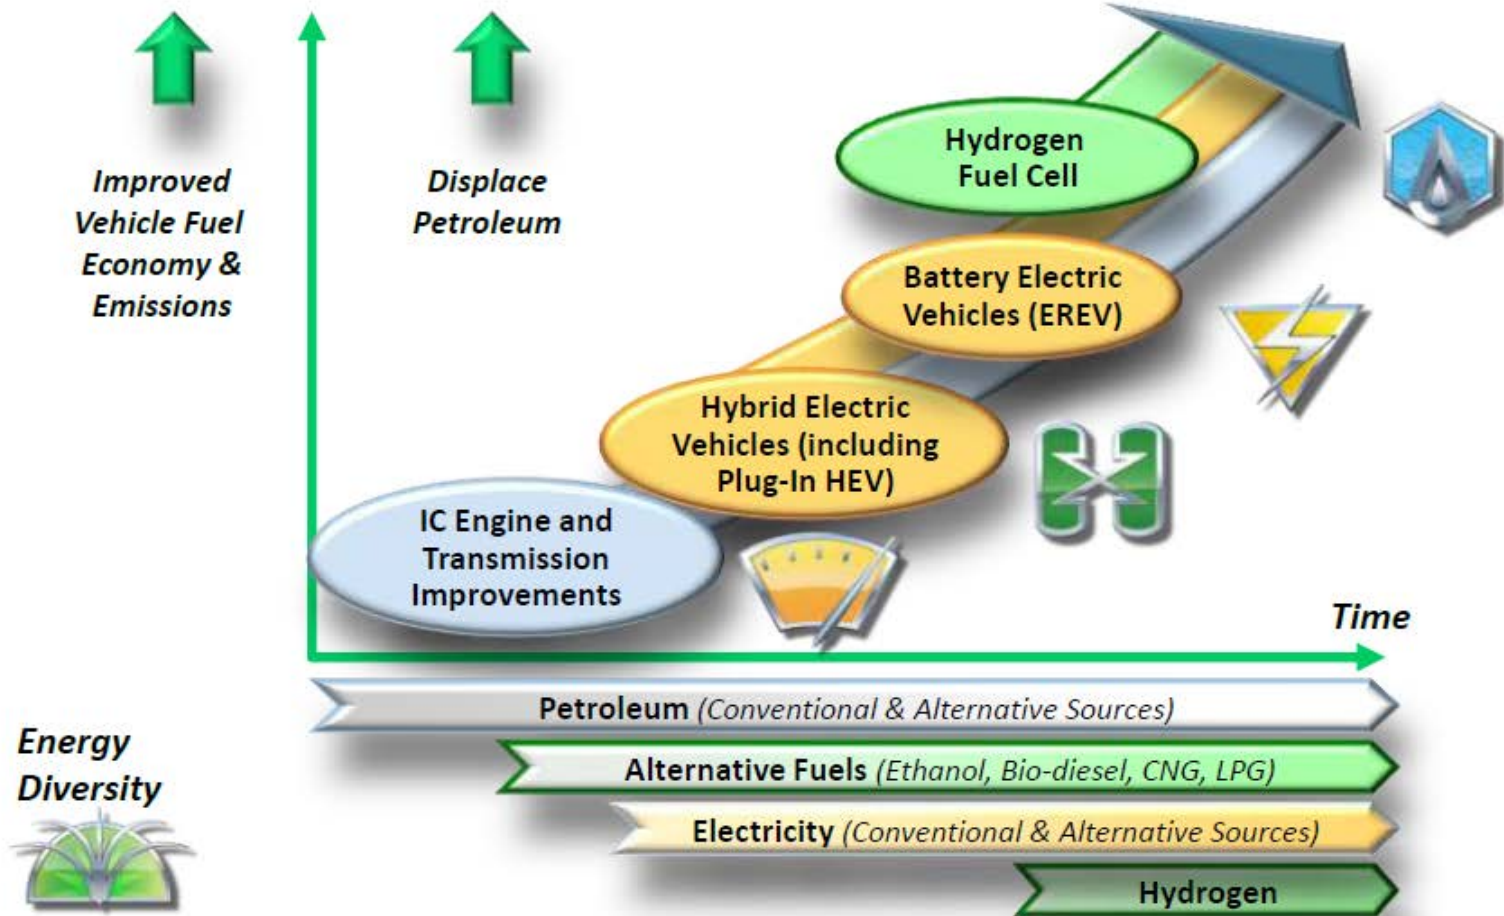 Improved
Vehicle Fuel
Economy &
Emissions
Displace
Petroleum
Hydrogen
Fuel Cell
Battery Electric
Vehicles (EREV)
Hybrid Electric
Vehicles (including
Plug-In HEV)
IC Engine and
Transmission
Improvements
Time
Petroleum (Conventional & Alternative Sources)
Energy
Diversity
Alternative Fuels (Ethanol, Bio-diesel, CNG, LPG)
Electricity (Conventional & Alternative Sources)
Hydrogen